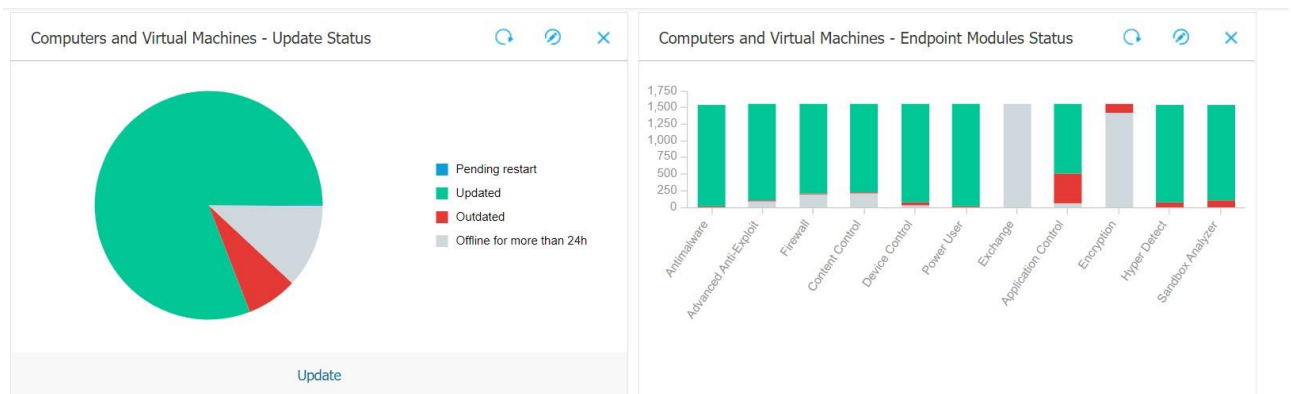 Computers and Virtual Machines - Update Status
Pending restart
Updated
Outdated
Offline for more than 24h
Update
Computers and Virtual Machines - Endpoint Modules Status
1,750
1,500
1,250
1,000
750
500
250
0
Antimalware
Advanced Anti-Exploit
Firewall
Content Control
Device Control
Power User
Exchange
Application Control
Encryption
Hyper Detect
Sandbox Analyzer